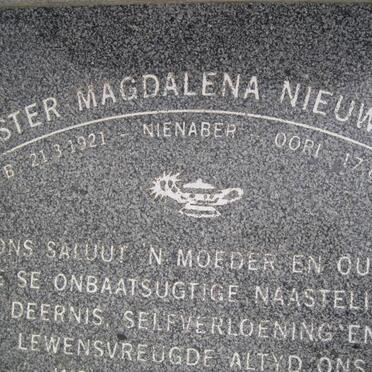 STER MAGDALENA NIEUW
B 21.3.1921 - NIENABER OORL 17.
ONS SALUUT 'N MOEDER EN OU
SE ONBAATSUGTIGE NAASTELI
DEERNIS, SELFVERLOENING EN
LEWENSVREUGDE ALTYD ONS